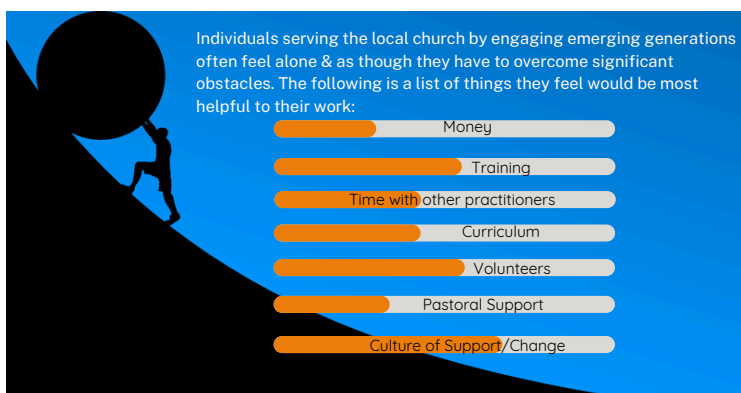 Individuals serving the local church by engaging emerging generations
often feel alone & as though they have to overcome significant
obstacles. The following is a list of things they feel would be most
helpful to their work:
Money
Training
Time with other practitioners
Curriculum
Volunteers
Pastoral Support
Culture of Support/Change